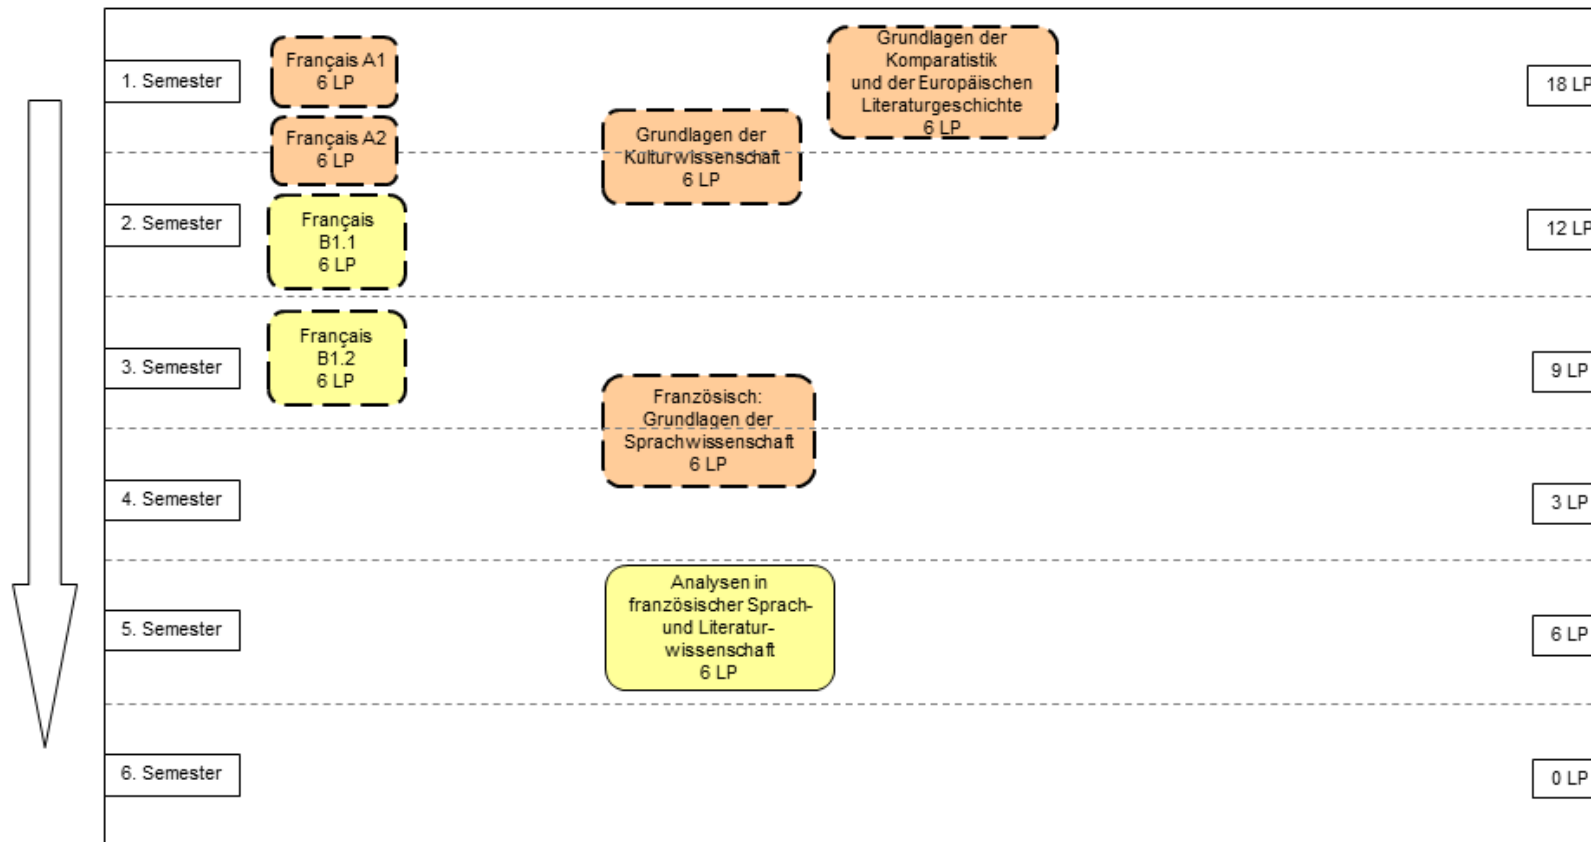 1. Semester
Français A1
6 LP
Grundlagen der
Komparatistik
und der Europäischen
Literaturgeschichte
6 LP
18 LP
Français A2
6 LP
Grundlagen der
Kulturwissenschaft
6 LP
2. Semester
Français
B1.1
6 LP
12 LP
3. Semester
Français
B1.2
6 LP
9 LP
Französisch:
Grundlagen der
Sprachwissenschaft
6 LP
4. Semester
3 LP
5. Semester
Analysen in
französischer Sprach-
und Literatur-
wissenschaft
6 LP
6 LP
6. Semester
0 LP